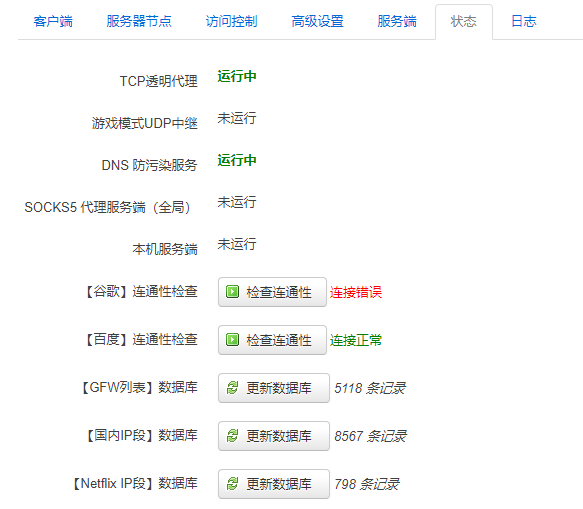 客户端 服务器节点 访问控制 高级设置 服务端 状态 日志
TCP透明代理 运行中
游戏模式UDP中继 未运行
DNS 防污染服务 运行中
SOCKS5 代理服务端（全局） 未运行
本机服务端 未运行
【谷歌】连通性检查 检查连通性 连接错误
【百度】连通性检查 检查连通性 连接正常
【GFW列表】数据库 更新数据库 5118 条记录
【国内IP段】数据库 更新数据库 8567 条记录
【Netflix IP段】数据库 更新数据库 798 条记录